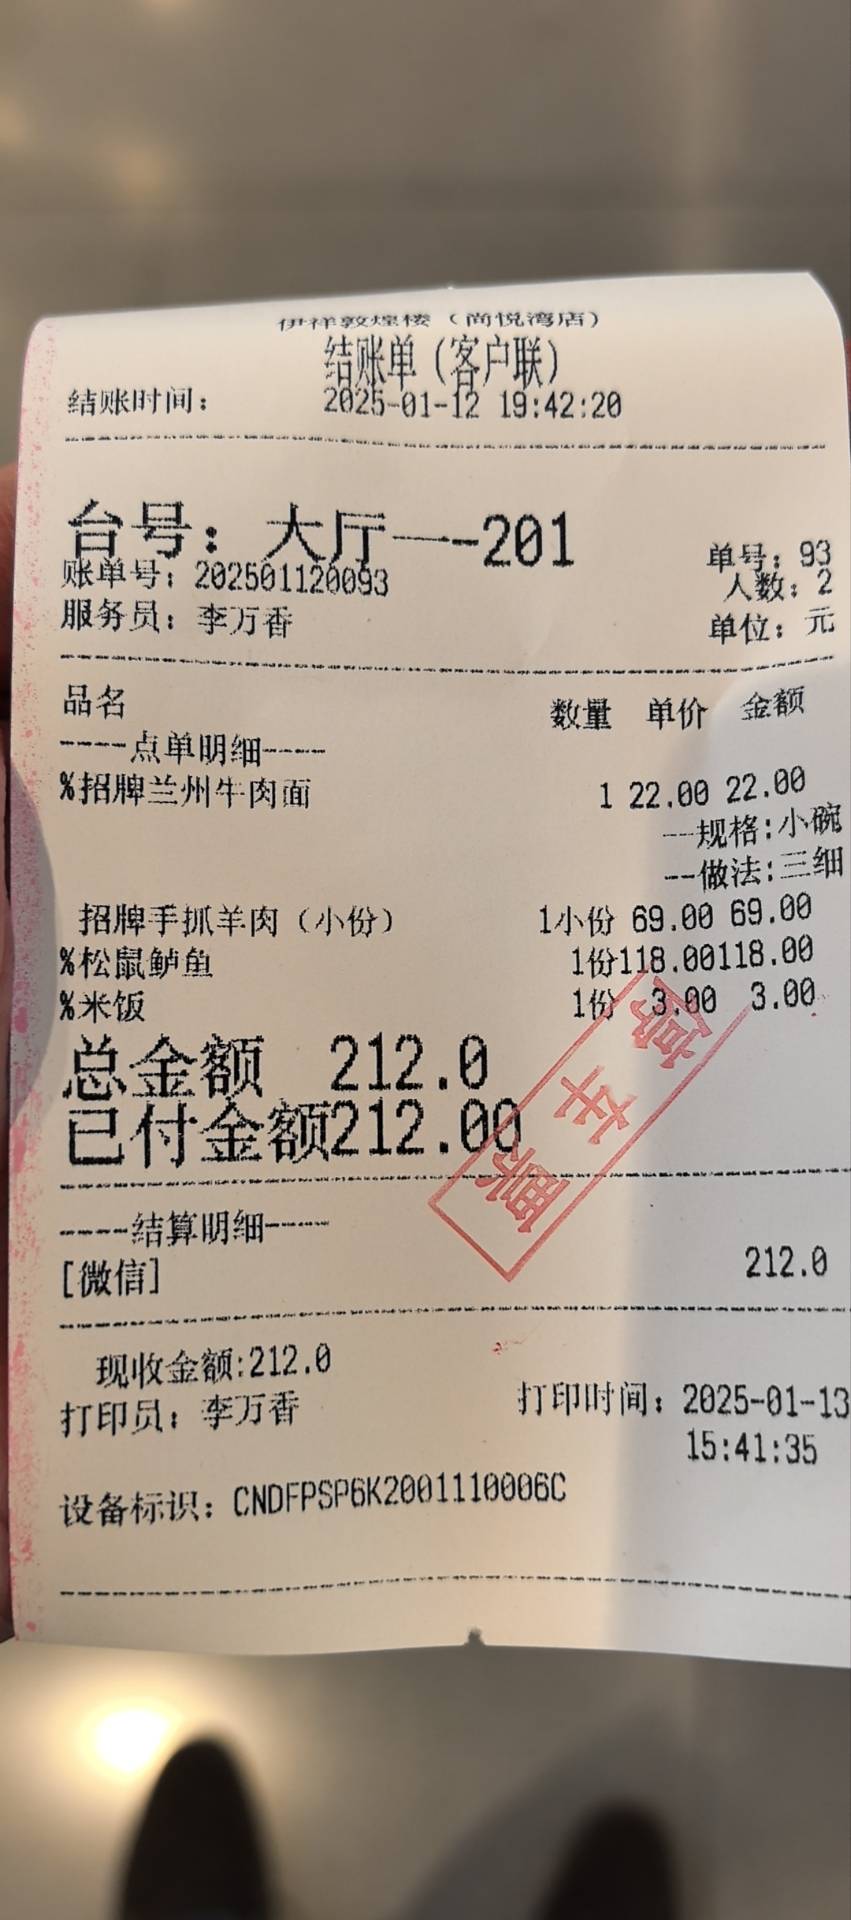 伊祥敦煌楼（尚悦湾店）
结账单（客户联）
结账时间： 2025-01-12 19:42:20
台号： 大厅一--201
单号：93
账单号：202501120093
人数：2
服务员：李万香
单位：元
品名 数量 单价 金额
----点单明细----
%招牌兰州牛肉面 1 22.00 22.00
--规格:小碗
--做法:三细
招牌手抓羊肉（小份） 1小份 69.00 69.00
%松鼠鲈鱼 1份118.00118.00
%米饭 1份 3.00 3.00
总金额 212.0
已付金额212.00
停车票
----结算明细----
[微信] 212.0
现收金额:212.0
打印员：李万香 打印时间：2025-01-13
15:41:35
设备标识：CNDFPSP6K2001110006C